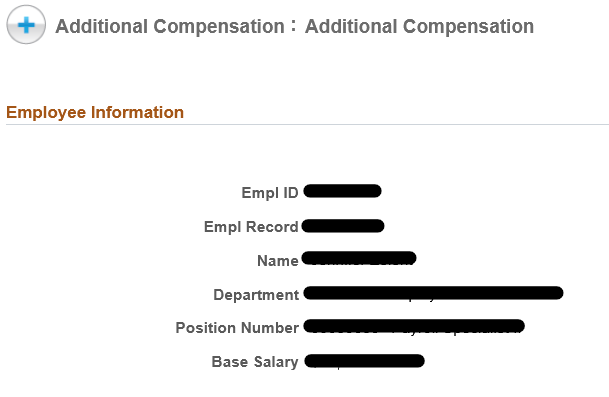 Additional Compensation : Additional Compensation
Employee Information
Empl ID
Empl Record
Name
Department
Position Number
Base Salary